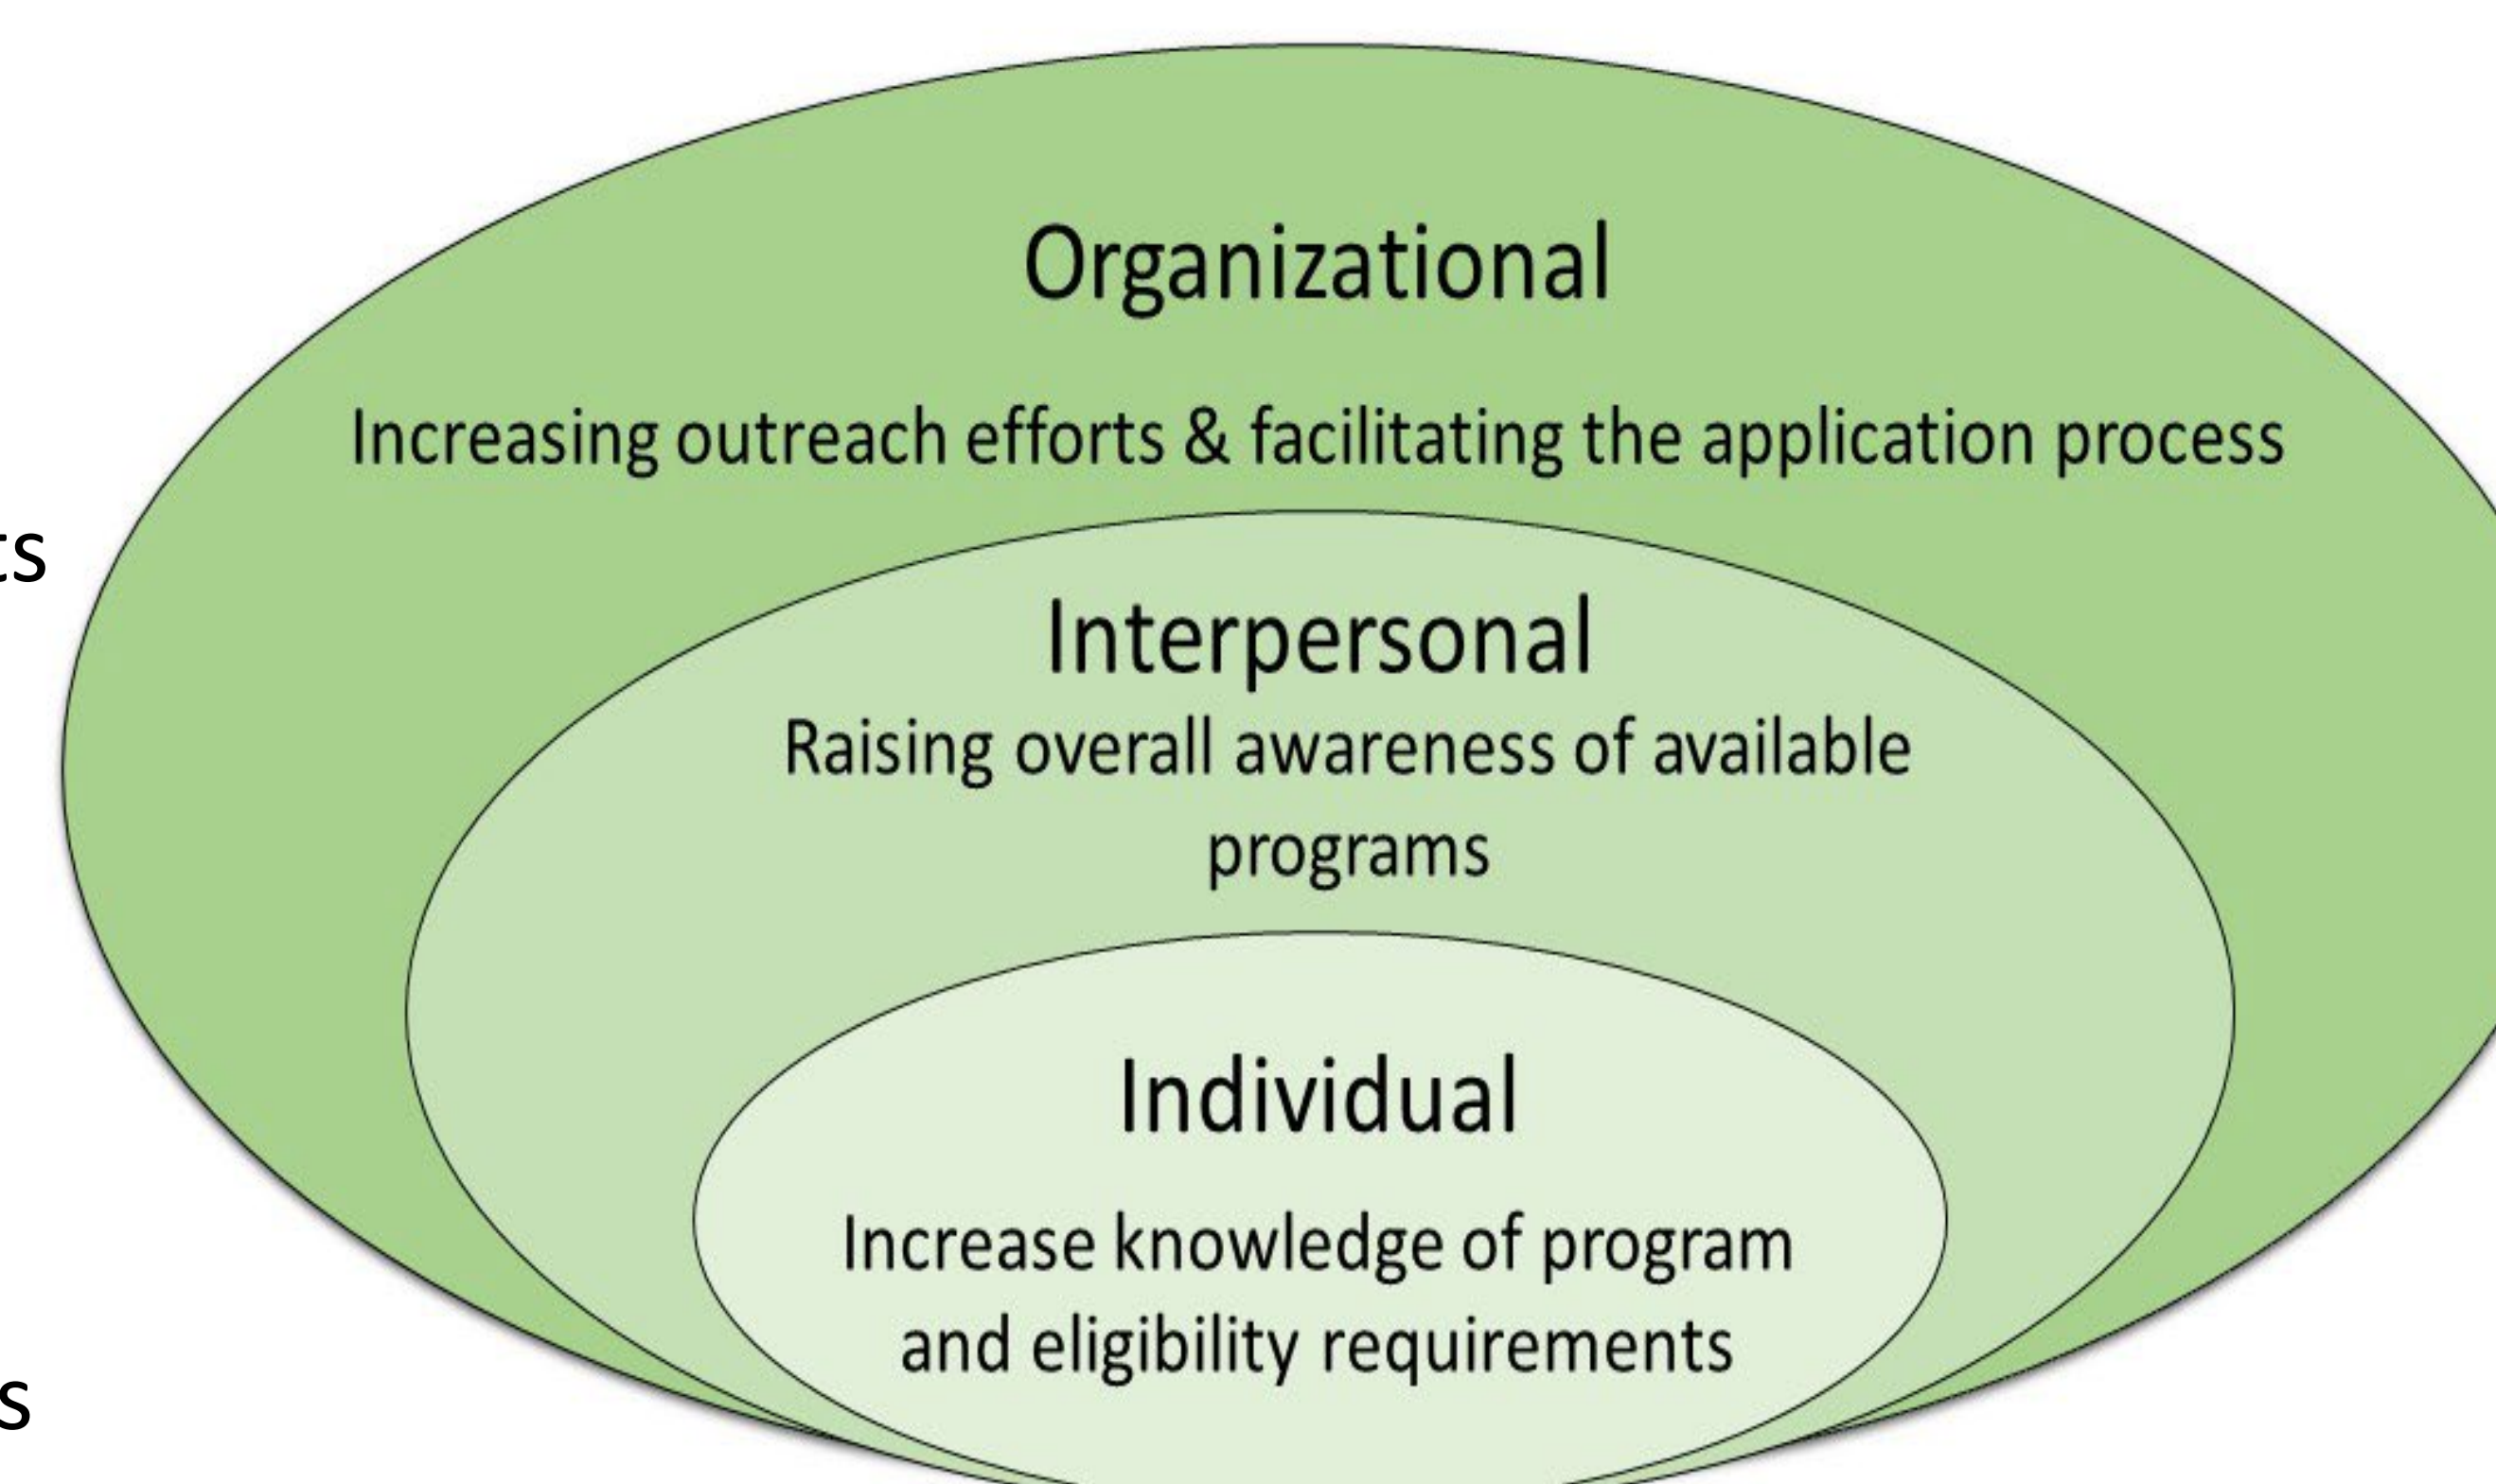 Organizational
Increasing outreach efforts & facilitating the application process
Interpersonal
Raising overall awareness of available
programs
Individual
Increase knowledge of program
and eligibility requirements